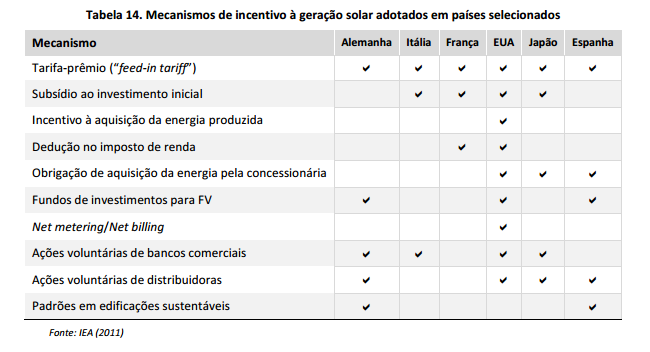 Tabela 14. Mecanismos de incentivo à geração solar adotados em países selecionados
Mecanismo Alemanha Itália França EUA Japão Espanha
Tarifa-prêmio (“feed-in tariff”) ✓ ✓ ✓ ✓ ✓ ✓
Subsídio ao investimento inicial ✓ ✓ ✓ ✓
Incentivo à aquisição da energia produzida ✓
Dedução no imposto de renda ✓ ✓
Obrigação de aquisição da energia pela concessionária ✓ ✓ ✓
Fundos de investimentos para FV ✓ ✓ ✓
Net metering/Net billing ✓
Ações voluntárias de bancos comerciais ✓ ✓ ✓ ✓
Ações voluntárias de distribuidoras ✓ ✓ ✓ ✓
Padrões em edificações sustentáveis ✓ ✓
Fonte: IEA (2011)